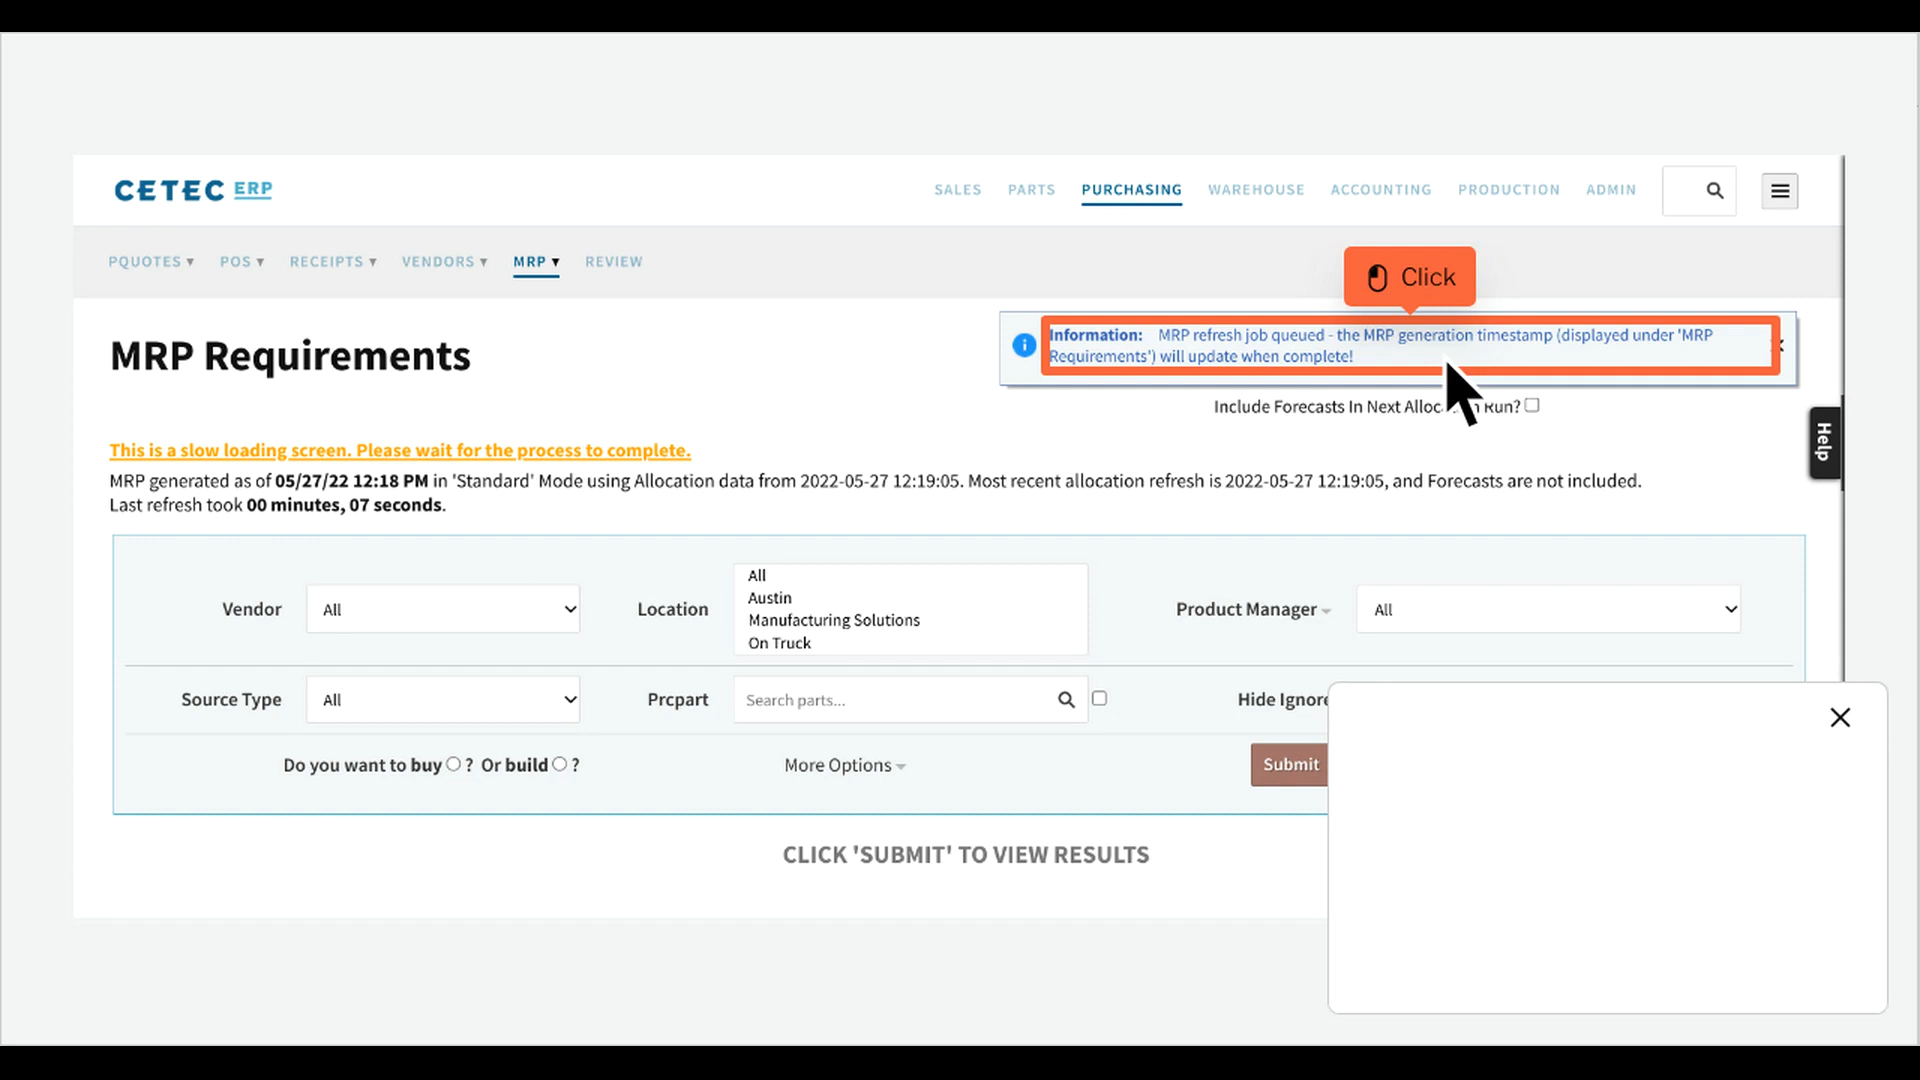 CETEC ERP
SALES PARTS PURCHASING WAREHOUSE ACCOUNTING PRODUCTION ADMIN
PQUOTES POS RECEIPTS VENDORS MRP REVIEW
Click
MRP Requirements
Information: MRP refresh job queued - the MRP generation timestamp (displayed under 'MRP
Requirements') will update when complete!
Include Forecasts In Next Run?
This is a slow loading screen. Please wait for the process to complete.
MRP generated as of 05/27/22 12:18 PM in 'Standard' Mode using Allocation data from 2022-05-27 12:19:05. Most recent allocation refresh is 2022-05-27 12:19:05, and Forecasts are not included.
Last refresh took 00 minutes, 07 seconds.
Help
Vendor All Location All Product Manager All
Austin
Manufacturing Solutions
On Truck
Source Type All Prcpart Search parts... Hide
Do you want to buy ? Or build ? More Options Submit
CLICK 'SUBMIT' TO VIEW RESULTS